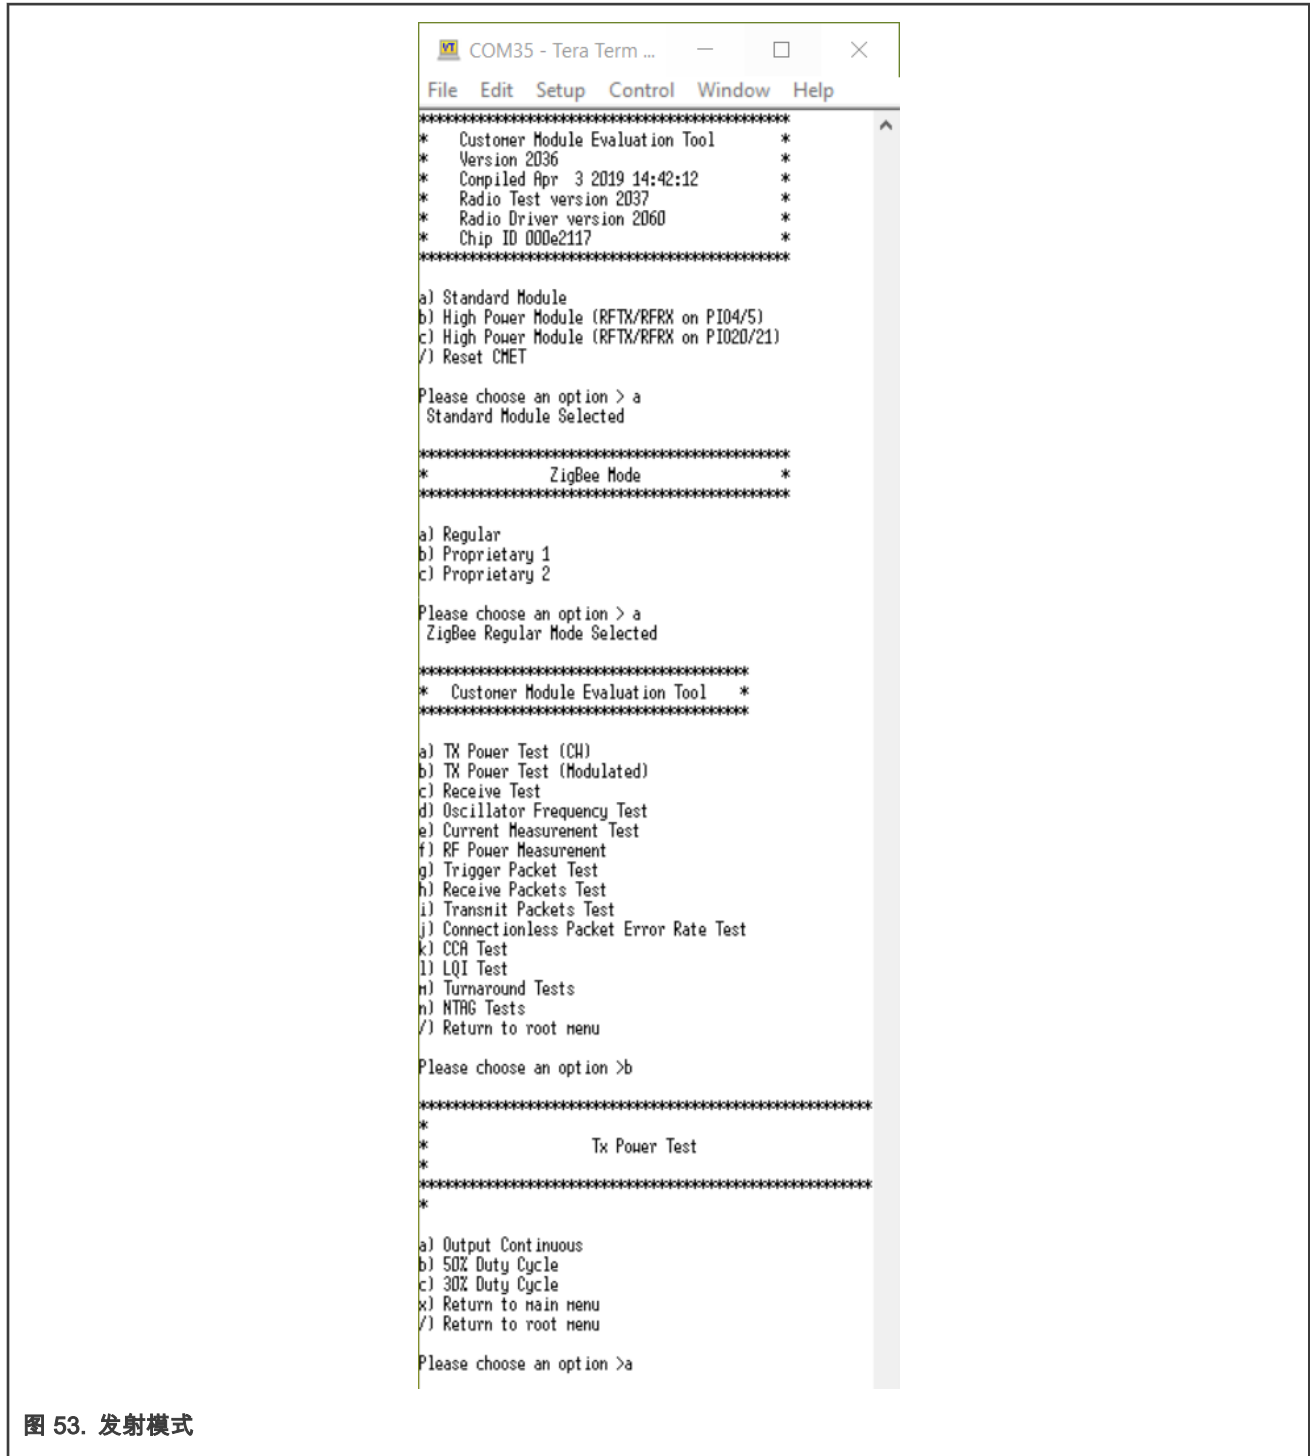 COM35 - Tera Term ...
File Edit Setup Control Window Help
*********************************************
* Customer Module Evaluation Tool *
* Version 2036 *
* Compiled Apr 3 2019 14:42:12 *
* Radio Test version 2037 *
* Radio Driver version 2060 *
* Chip ID 000e2117 *
*********************************************
a) Standard Module
b) High Power Module (RFTX/RFRX on PIO4/5)
c) High Power Module (RFTX/RFRX on PIO20/21)
/) Reset CMET
Please choose an option > a
Standard Module Selected
*********************************************
* ZigBee Mode *
*********************************************
a) Regular
b) Proprietary 1
c) Proprietary 2
Please choose an option > a
ZigBee Regular Mode Selected
****************************************
* Customer Module Evaluation Tool *
****************************************
a) TX Power Test (CW)
b) TX Power Test (Modulated)
c) Receive Test
d) Oscillator Frequency Test
e) Current Measurement Test
f) RF Power Measurement
g) Trigger Packet Test
h) Receive Packets Test
i) Transmit Packets Test
j) Connectionless Packet Error Rate Test
k) CCA Test
l) LQI Test
m) Turnaround Tests
n) NTAG Tests
/) Return to root menu
Please choose an option >b
*******************************************************
*
* Tx Power Test
*
*******************************************************
*
a) Output Continuous
b) 50% Duty Cycle
c) 30% Duty Cycle
x) Return to main menu
/) Return to root menu
Please choose an option >a
图 53. 发射模式